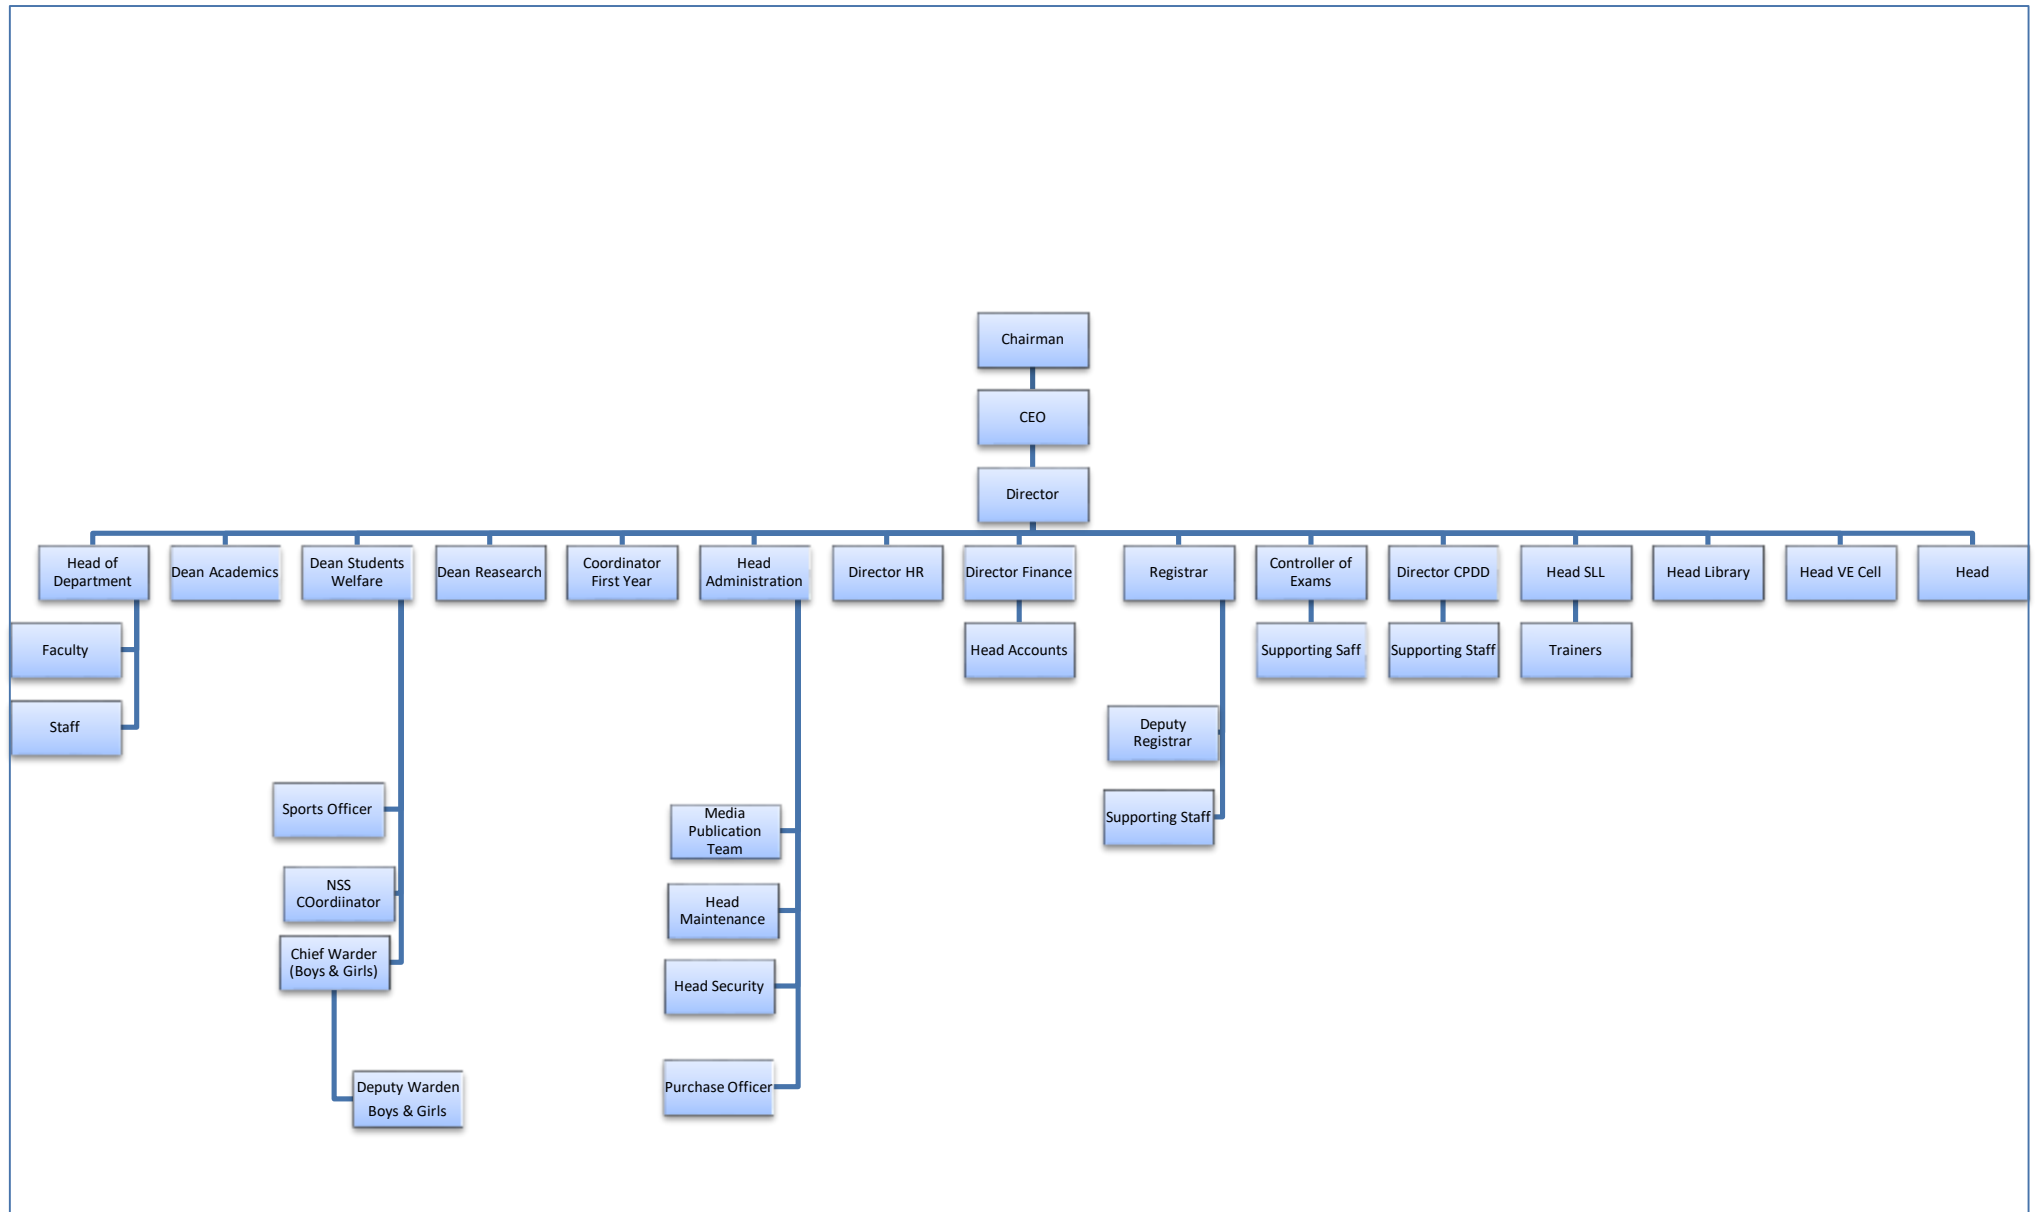 Chairman
CEO
Director
Head of
Department
Dean Academics
Dean Students
Welfare
Dean Reasearch
Coordinator
First Year
Head
Administration
Director HR
Director Finance
Registrar
Controller of
Exams
Director CPDD
Head SLL
Head Library
Head VE Cell
Head
Faculty
Staff
Sports Officer
NSS
COordiinator
Chief Warder
(Boys & Girls)
Deputy Warden
Boys & Girls
Media
Publication
Team
Head
Maintenance
Head Security
Purchase Officer
Head Accounts
Deputy
Registrar
Supporting Staff
Supporting Saff
Supporting Staff
Trainers